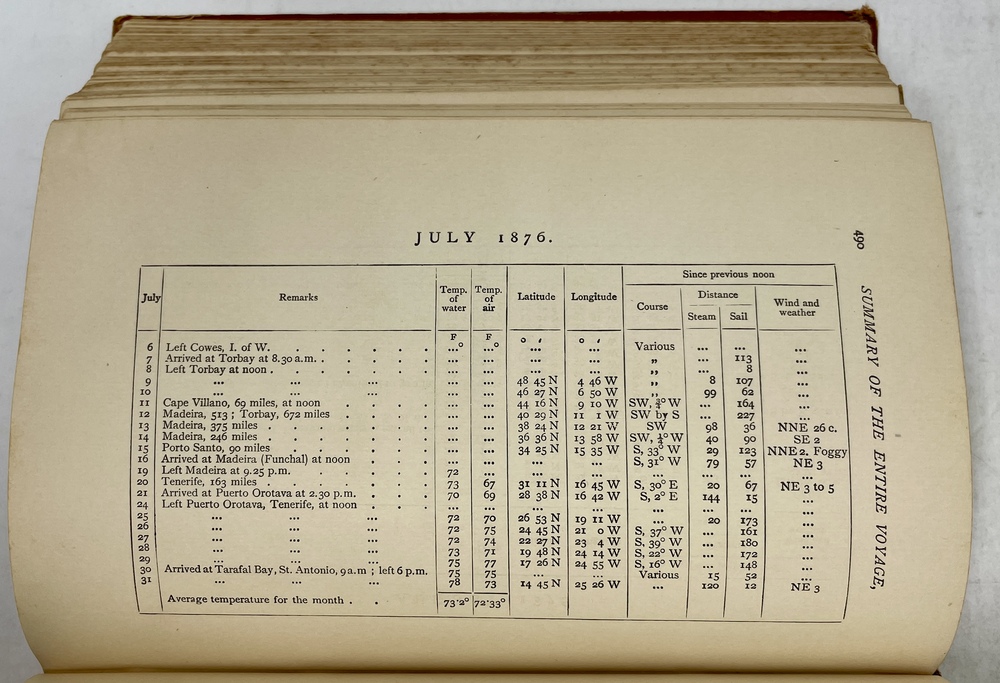 JULY 1876.
490
SUMMARY OF THE ENTIRE VOYAGE,
July Remarks Temp. of water Temp. of air Latitude Longitude Since previous noon
Course Distance Wind and weather
Steam Sail
F ° F ° ° ′ ° ′
6 Left Cowes, I. of W. . . . . . . ... ... ... ... Various ... ... ...
7 Arrived at Torbay at 8.30 a.m. . . . . . ... ... ... ... „ ... 113 ...
8 Left Torbay at noon . . . . . . . ... ... ... ... „ ... 8 ...
9 ... ... ... ... ... 48 45 N 4 46 W „ 8 107 ...
10 ... ... ... ... ... 46 27 N 6 50 W „ 99 62 ...
11 Cape Villano, 69 miles, at noon . . . . ... ... 44 16 N 9 10 W SW, ¾° W ... 164 ...
12 Madeira, 513 ; Torbay, 672 miles . . . . ... ... 40 29 N 11 1 W SW by S ... 227 ...
13 Madeira, 375 miles . . . . . . ... ... 38 24 N 12 21 W SW 98 36 NNE 26 c.
14 Madeira, 246 miles . . . . . . ... ... 36 36 N 13 58 W SW, ¼° W 40 90 SE 2
15 Porto Santo, 90 miles . . . . . . ... ... 34 25 N 15 35 W S, 33° W 29 123 NNE 2. Foggy
16 Arrived at Madeira (Funchal) at noon . . . ... ... ... ... S, 31° W 79 57 NE 3
19 Left Madeira at 9.25 p.m. . . . . . 72 ... ... ... ... ... ... ...
20 Tenerife, 163 miles . . . . . . 73 67 31 11 N 16 45 W S, 30° E 20 67 NE 3 to 5
21 Arrived at Puerto Orotava at 2.30 p.m. . . . 70 69 28 38 N 16 42 W S, 2° E 144 15 ...
24 Left Puerto Orotava, Tenerife, at noon . . . ... ... ... ... ... ... ... ...
25 ... ... ... 72 70 26 53 N 19 11 W ... 20 173 ...
26 ... ... ... 72 75 24 45 N 21 0 W S, 37° W ... 161 ...
27 ... ... ... 72 74 22 27 N 23 4 W S, 39° W ... 180 ...
28 ... ... ... 73 71 19 48 N 24 14 W S, 22° W ... 172 ...
29 ... ... ... 75 77 17 26 N 24 55 W S, 16° W ... 148 ...
30 Arrived at Tarafal Bay, St. Antonio, 9 a.m ; left 6 p.m. 75 75 ... ... Various 15 52 ...
31 ... ... ... 78 73 14 45 N 25 26 W ... 120 12 NE 3
Average temperature for the month . . . 73·2° 72·33°